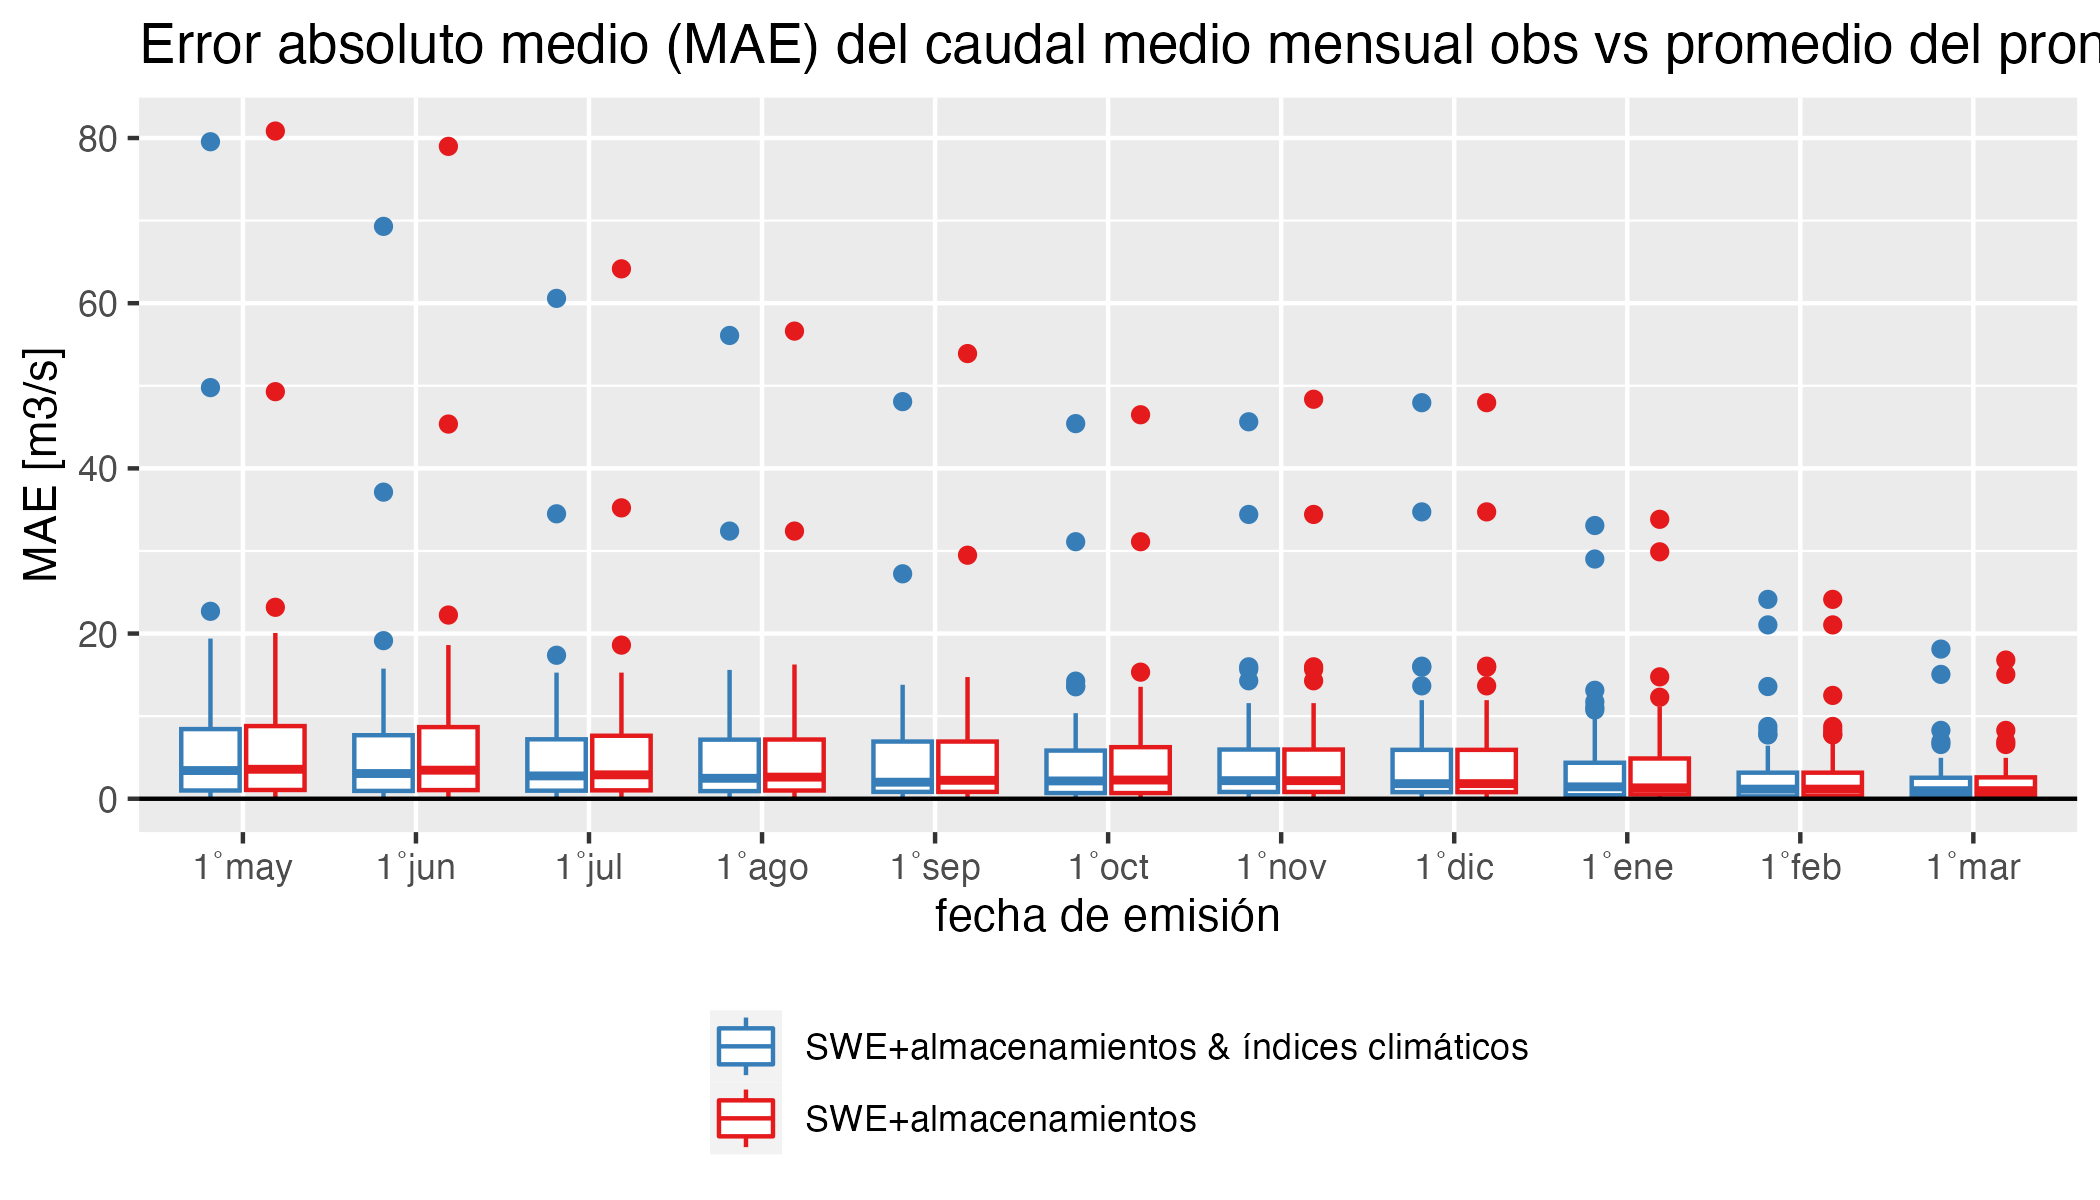 Error absoluto medio (MAE) del caudal medio mensual obs vs promedio del pron
MAE [m3/s]
80
60
40
20
0
1°may 1°jun 1°jul 1°ago 1°sep 1°oct 1°nov 1°dic 1°ene 1°feb 1°mar
fecha de emisión
SWE+almacenamientos & índices climáticos
SWE+almacenamientos